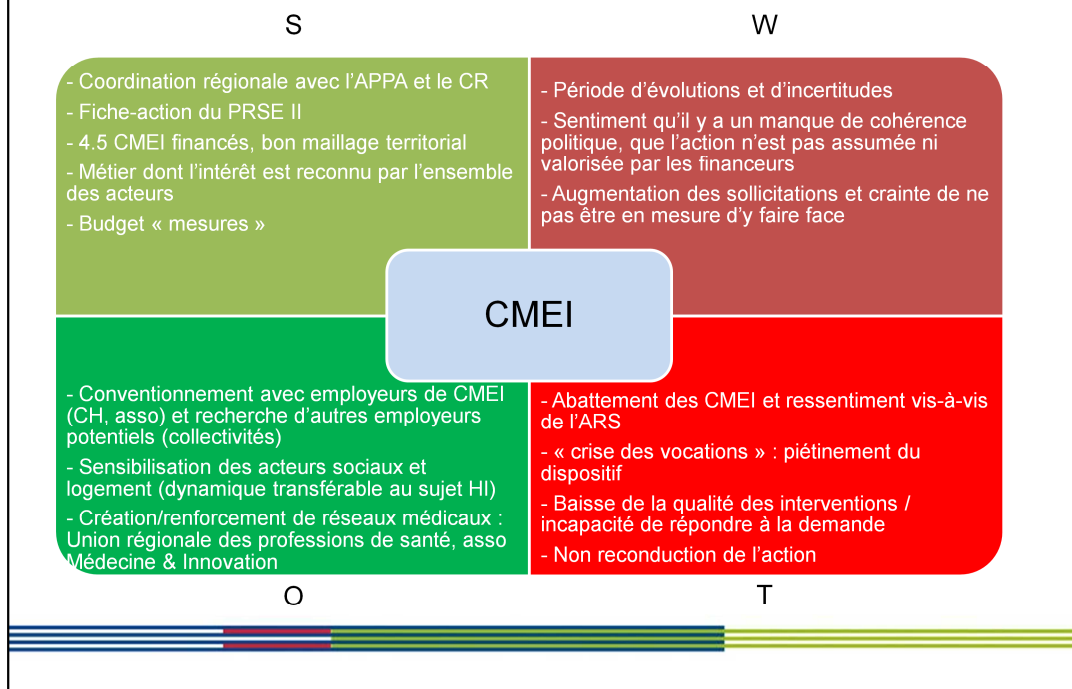 S
- Coordination régionale avec l'APPA et le CR
- Fiche-action du PRSE II
- 4.5 CMEI financés, bon maillage territorial
- Métier dont l'intérêt est reconnu par l'ensemble
des acteurs
- Budget « mesures »
W
- Période d'évolutions et d'incertitudes
- Sentiment qu'il y a un manque de cohérence
politique, que l'action n'est pas assumée ni
valorisée par les financeurs
- Augmentation des sollicitations et crainte de ne
pas être en mesure d'y faire face
CMEI
- Conventionnement avec employeurs de CMEI
(CH, asso) et recherche d'autres employeurs
potentiels (collectivités)
- Sensibilisation des acteurs sociaux et
logement (dynamique transférable au sujet HI)
- Création/renforcement de réseaux médicaux :
Union régionale des professions de santé, asso
Médecine & Innovation
O
- Abattement des CMEI et ressentiment vis-à-vis
de l'ARS
- « crise des vocations » : piétinement du
dispositif
- Baisse de la qualité des interventions /
incapacité de répondre à la demande
- Non reconduction de l'action
T